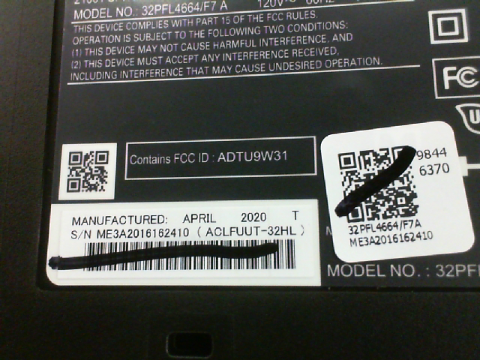 MODEL NO.: 32PFL4664/F7 A 120V~ 60Hz
THIS DEVICE COMPLIES WITH PART 15 OF THE FCC RULES.
OPERATION IS SUBJECT TO THE FOLLOWING TWO CONDITIONS:
(1) THIS DEVICE MAY NOT CAUSE HARMFUL INTERFERENCE, AND
(2) THIS DEVICE MUST ACCEPT ANY INTERFERENCE RECEIVED,
INCLUDING INTERFERENCE THAT MAY CAUSE UNDESIRED OPERATION.
FC
Contains FCC ID : ADTU9W31
9844
6370
32PFL4664/F7A
ME3A2016162410
MANUFACTURED: APRIL 2020 T
S/N ME3A2016162410 ( ACLFUUT-32HL )
MODEL NO. : 32PF